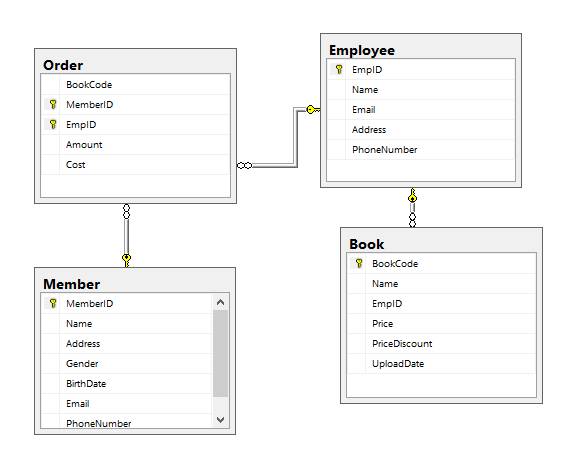 Order
BookCode
MemberID
EmpID
Amount
Cost
Employee
EmpID
Name
Email
Address
PhoneNumber
Member
MemberID
Name
Address
Gender
BirthDate
Email
PhoneNumber
Book
BookCode
Name
EmpID
Price
PriceDiscount
UploadDate